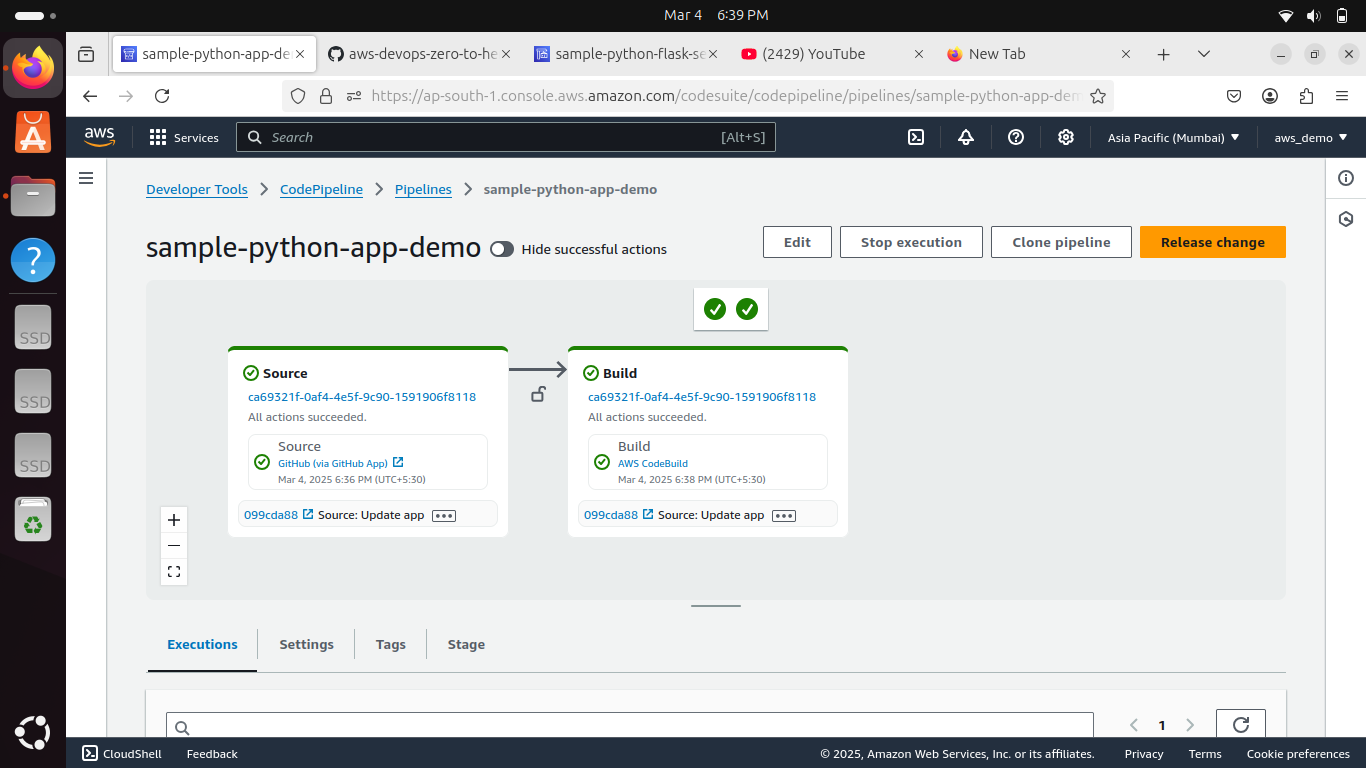 Mar 4 6:39 PM
sample-python-app-de
aws-devops-zero-to-he
sample-python-flask-se
(2429) YouTube
New Tab
https://ap-south-1.console.aws.amazon.com/codesuite/codepipeline/pipelines/sample-python-app-dem
aws
Services
Search
[Alt+S]
Asia Pacific (Mumbai)
aws_demo
Developer Tools
CodePipeline
Pipelines
sample-python-app-demo
sample-python-app-demo
Hide successful actions
Edit
Stop execution
Clone pipeline
Release change
Source
ca69321f-0af4-4e5f-9c90-1591906f8118
All actions succeeded.
Source
GitHub (via GitHub App)
Mar 4, 2025 6:36 PM (UTC+5:30)
099cda88 Source: Update app
Build
ca69321f-0af4-4e5f-9c90-1591906f8118
All actions succeeded.
Build
AWS CodeBuild
Mar 4, 2025 6:38 PM (UTC+5:30)
099cda88 Source: Update app
SSD
SSD
SSD
Executions
Settings
Tags
Stage
1
CloudShell
Feedback
© 2025, Amazon Web Services, Inc. or its affiliates.
Privacy
Terms
Cookie preferences